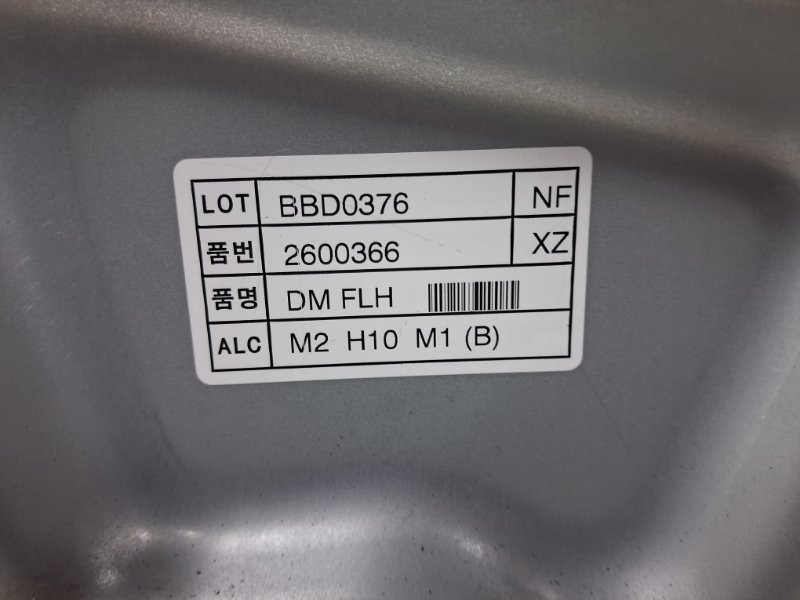 LOT BBD0376 NF
품번 2600366 XZ
품명 DM FLH
ALC M2 H10 M1 (B)